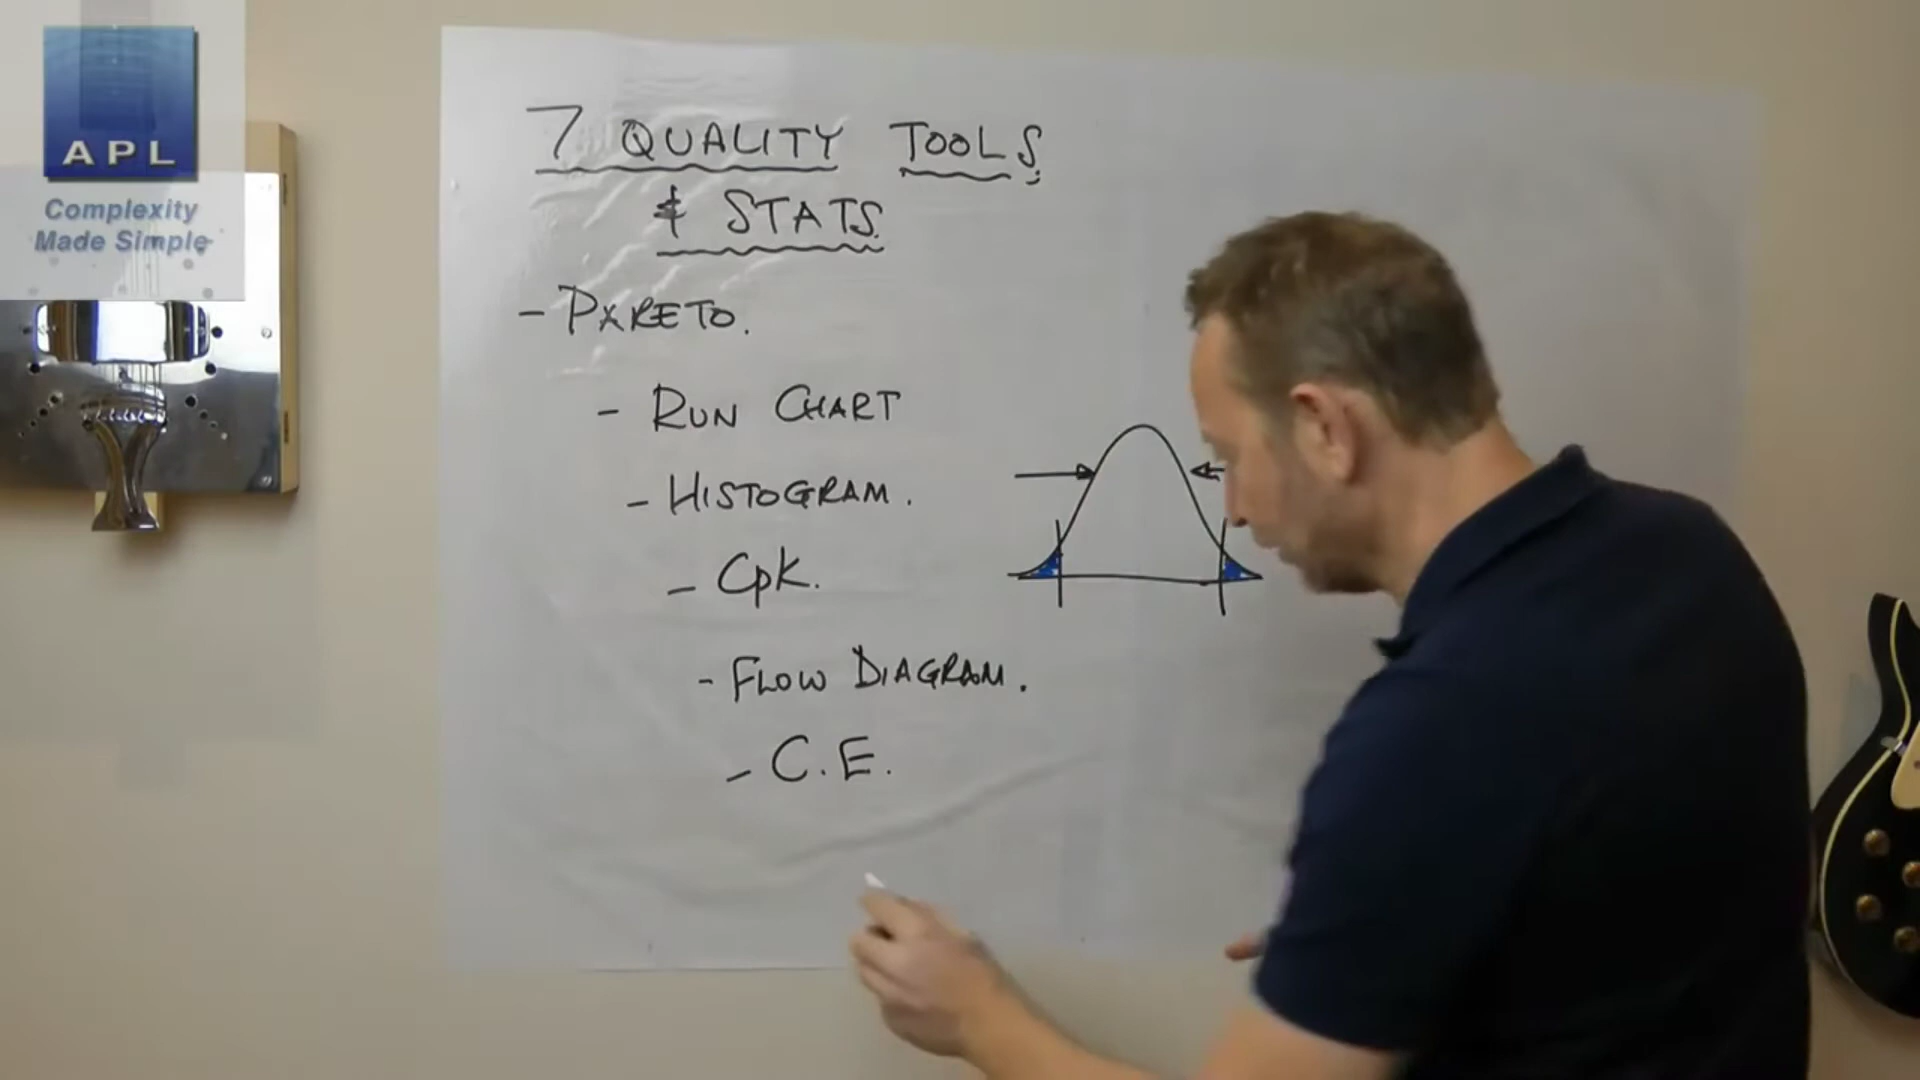 APL
Complexity
Made Simple
7 QUALITY TOOLS
& STATS.
- PARETO.
- RUN CHART
- HISTOGRAM.
- CpK.
- FLOW DIAGRAM.
- C.E.